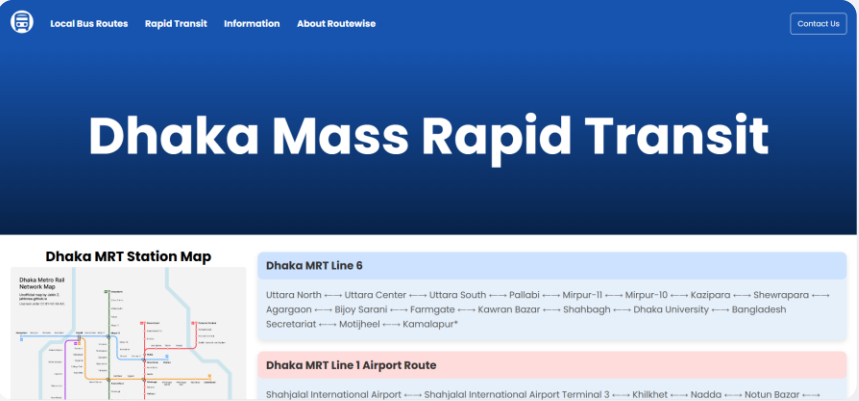 Local Bus Routes
Rapid Transit
Information
About Routewise
Contact Us
Dhaka Mass Rapid Transit
Dhaka MRT Station Map
Dhaka Metro Rail
Network Map
Dhaka MRT Line 6
Uttara North ⟷ Uttara Center ⟷ Uttara South ⟷ Pallabi ⟷ Mirpur-11 ⟷ Mirpur-10 ⟷ Kazipara ⟷ Shewrapara ⟷
Agargaon ⟷ Bijoy Sarani ⟷ Farmgate ⟷ Kawran Bazar ⟷ Shahbagh ⟷ Dhaka University ⟷ Bangladesh
Secretariat ⟷ Motijheel ⟷ Kamalapur*
Dhaka MRT Line 1 Airport Route
Shahjalal International Airport ⟷ Shahjalal International Airport Terminal 3 ⟷ Khilkhet ⟷ Nadda ⟷ Notun Bazar ⟷